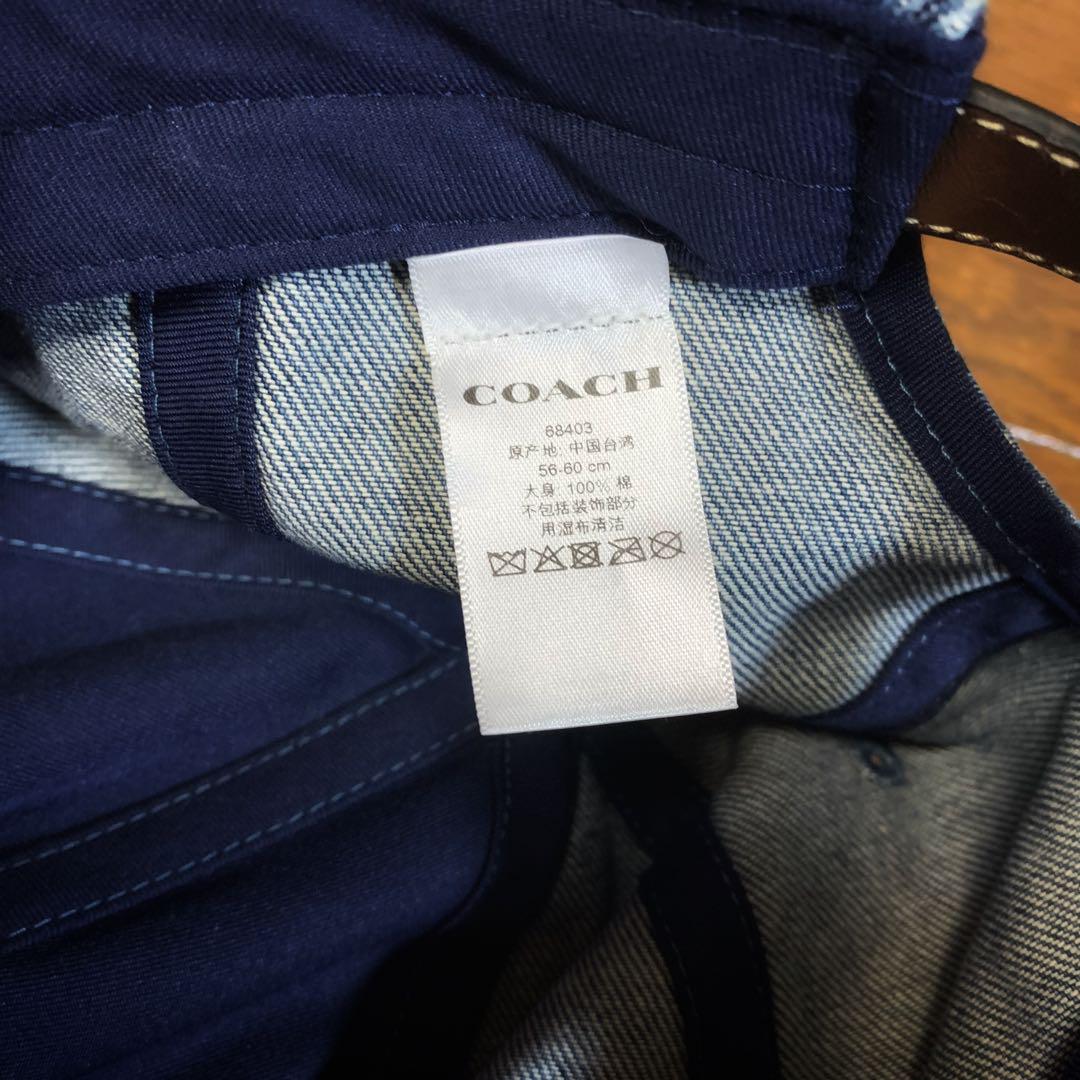 COACH
68403
原产地: 中国台湾
56-60 cm
大身 100% 棉
不包括装饰部分
用湿布清洁